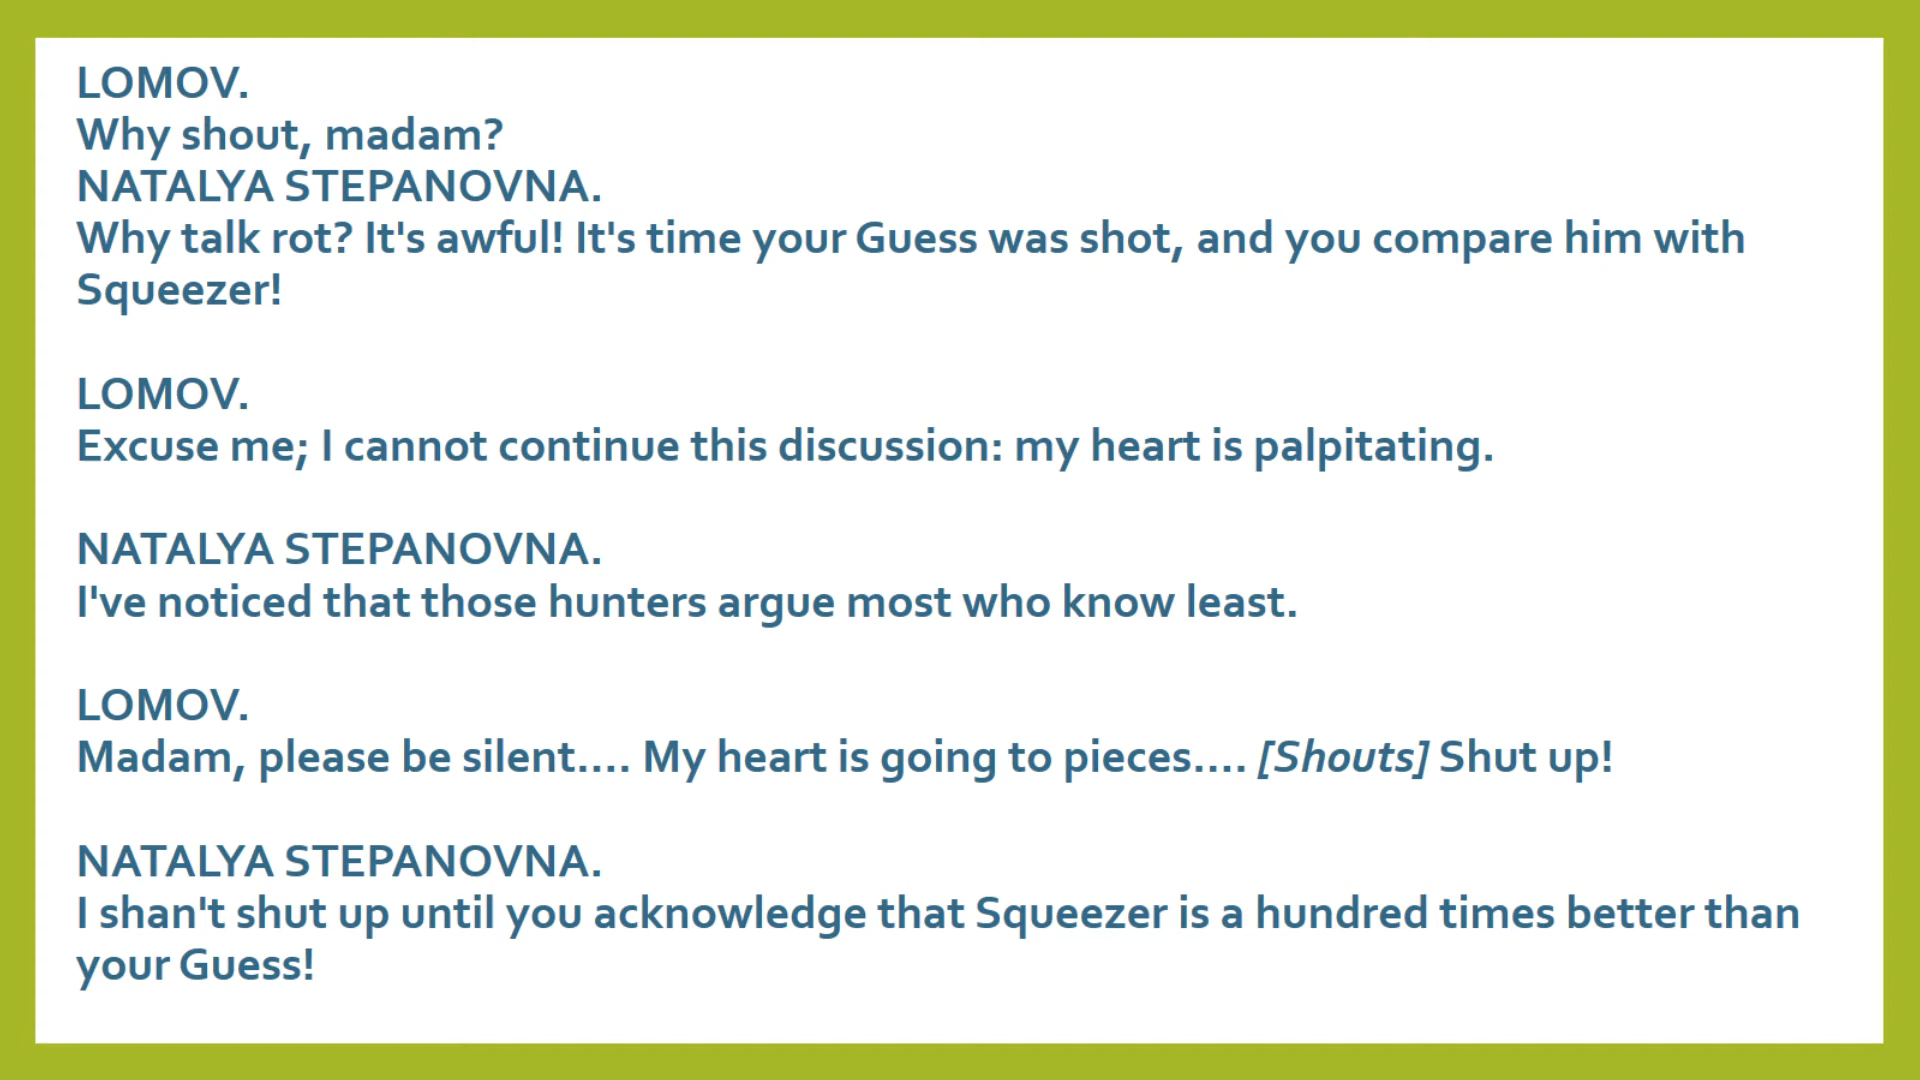 LOMOV.
Why shout, madam?
NATALYA STEPANOVNA.
Why talk rot? It's awful! It's time your Guess was shot, and you compare him with
Squeezer!
LOMOV.
Excuse me; I cannot continue this discussion: my heart is palpitating.
NATALYA STEPANOVNA.
I've noticed that those hunters argue most who know least.
LOMOV.
Madam, please be silent.... My heart is going to pieces.... [Shouts] Shut up!
NATALYA STEPANOVNA.
I shan't shut up until you acknowledge that Squeezer is a hundred times better than
your Guess!